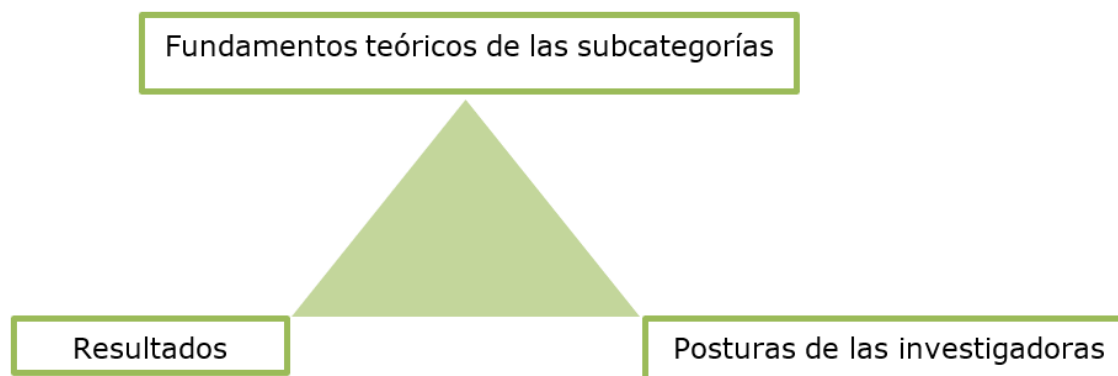 Fundamentos teóricos de las subcategorías
Resultados
Posturas de las investigadoras